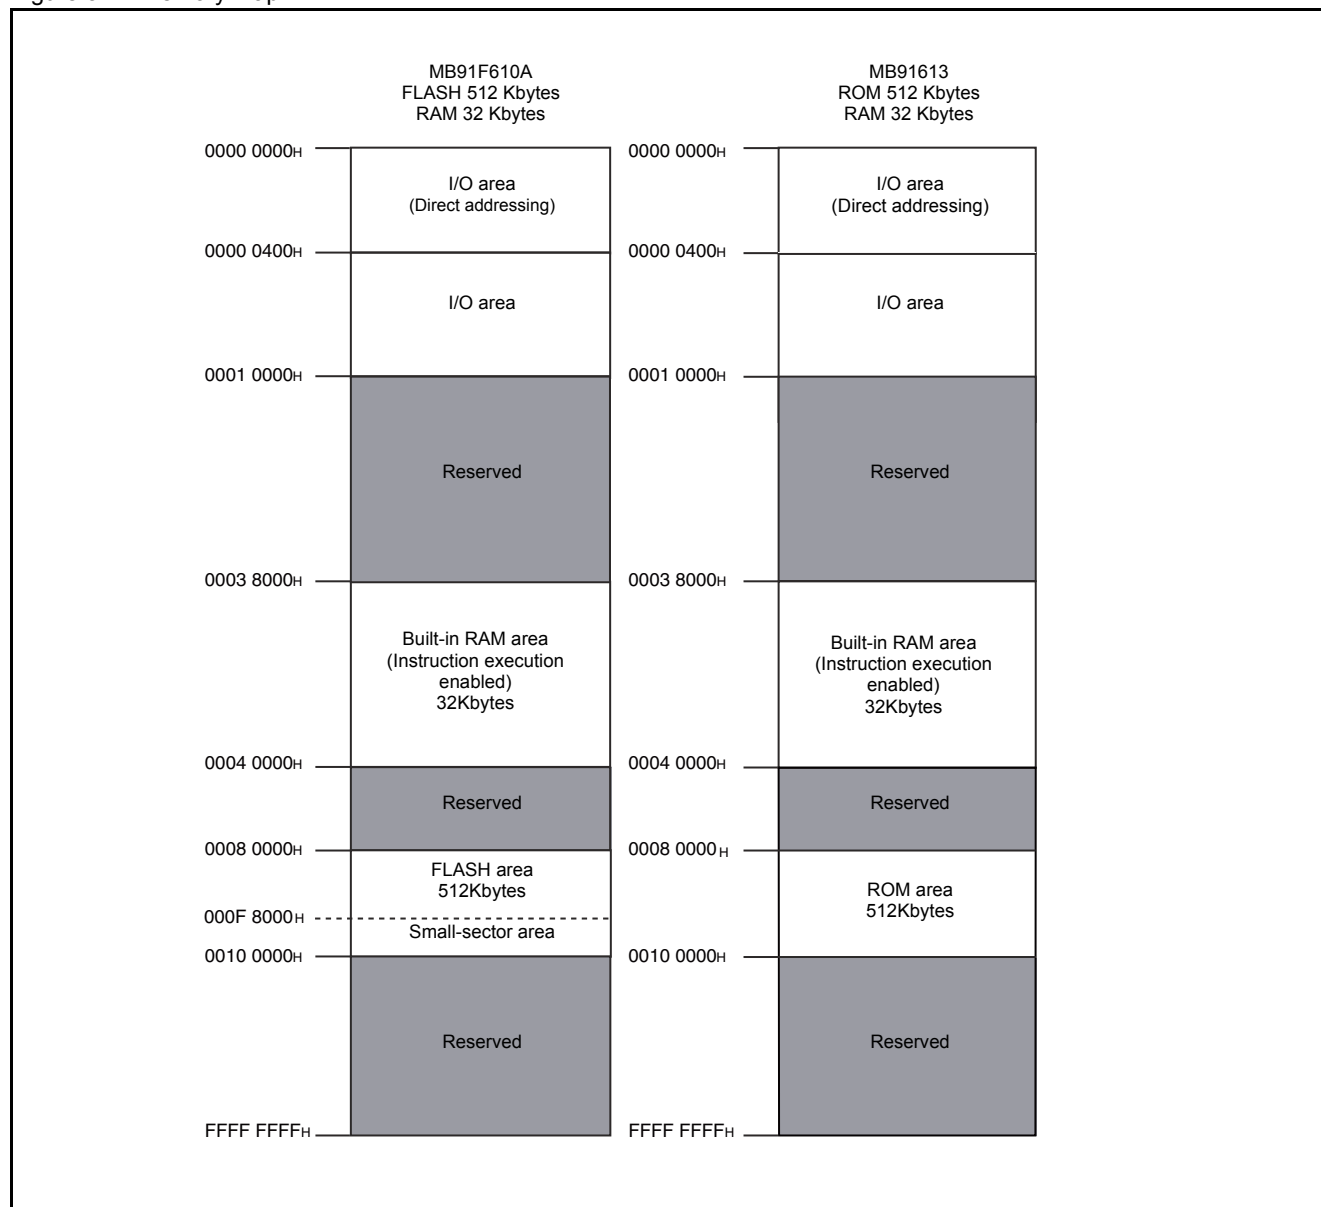 MB91F610A
FLASH 512 Kbytes
RAM 32 Kbytes
0000 0000H
I/O area
(Direct addressing)
0000 0400H
I/O area
0001 0000H
Reserved
0003 8000H
Built-in RAM area
(Instruction execution
enabled)
32Kbytes
0004 0000H
Reserved
0008 0000H
FLASH area
512Kbytes
000F 8000H
Small-sector area
0010 0000H
Reserved
FFFF FFFFH
MB91613
ROM 512 Kbytes
RAM 32 Kbytes
0000 0000H
I/O area
(Direct addressing)
0000 0400H
I/O area
0001 0000H
Reserved
0003 8000H
Built-in RAM area
(Instruction execution
enabled)
32Kbytes
0004 0000H
Reserved
0008 0000H
ROM area
512Kbytes
0010 0000H
Reserved
FFFF FFFFH